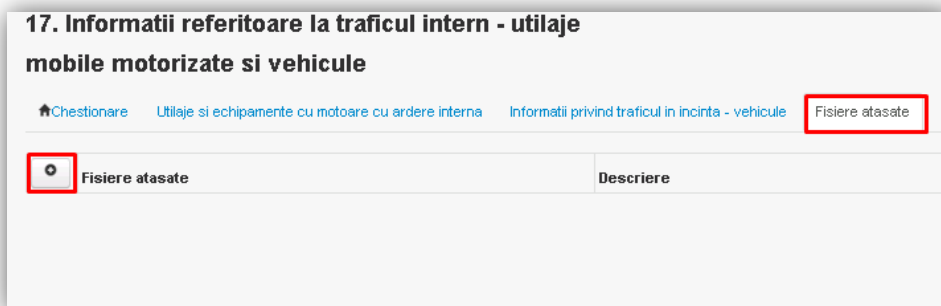 17. Informatii referitoare la traficul intern - utilaje
mobile motorizate si vehicule
Chestionare Utilaje si echipamente cu motoare cu ardere interna Informatii privind traficul in incinta - vehicule Fisiere atasate
Fisiere atasate Descriere